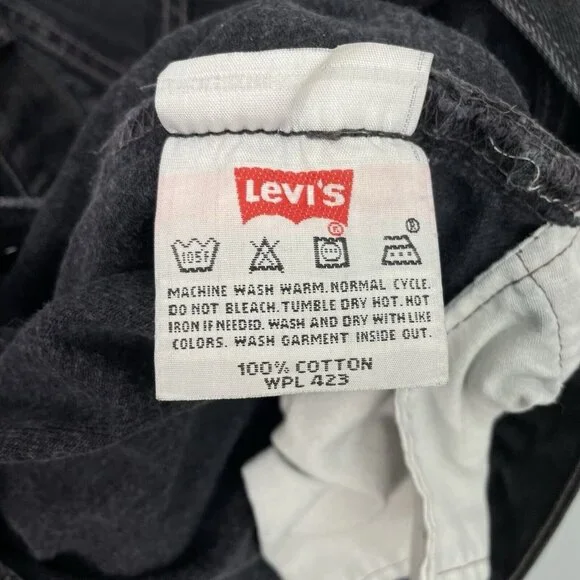 LEVI'S
®
®
105F
MACHINE WASH WARM. NORMAL CYCLE.
DO NOT BLEACH. TUMBLE DRY HOT. HOT
IRON IF NEEDED. WASH AND DRY WITH LIKE
COLORS. WASH GARMENT INSIDE OUT.
100% COTTON
WPL 423